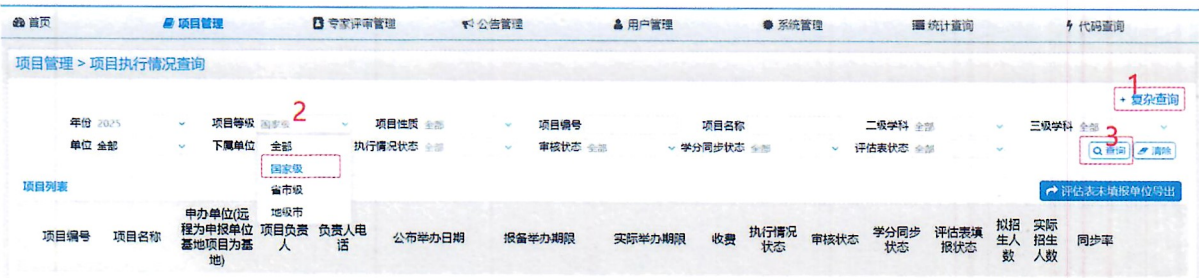 首页 项目管理 专家评审管理 公告管理 用户管理 系统管理 统计查询 代码查询
项目管理 > 项目执行情况查询
1
+ 复杂查询
2
年份 2025 项目等级 国家级 项目性质 全部 项目编号 项目名称 二级学科 全部 三级学科 全部
3
单位 全部 下属单位 全部 执行情况状态 全部 审核状态 全部 学分同步状态 全部 评估表状态 全部 查询 清除
国家级
项目列表
省市级
评估表未填报单位导出
地级市
项目编号 项目名称 申办单位(远程为申报单位基地项目为基地) 项目负责人 负责人电话 公布举办日期 报备举办期限 实际举办期限 收费 执行情况状态 审核状态 学分同步状态 评估表填报状态 拟招生人数 实际招生人数 同步率